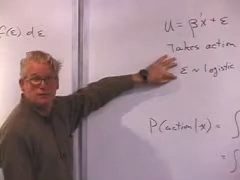 f(ε) dε
U = β'x + ε
Takes action
ε ~ logistic
P(action|x) = ∫
= ∫